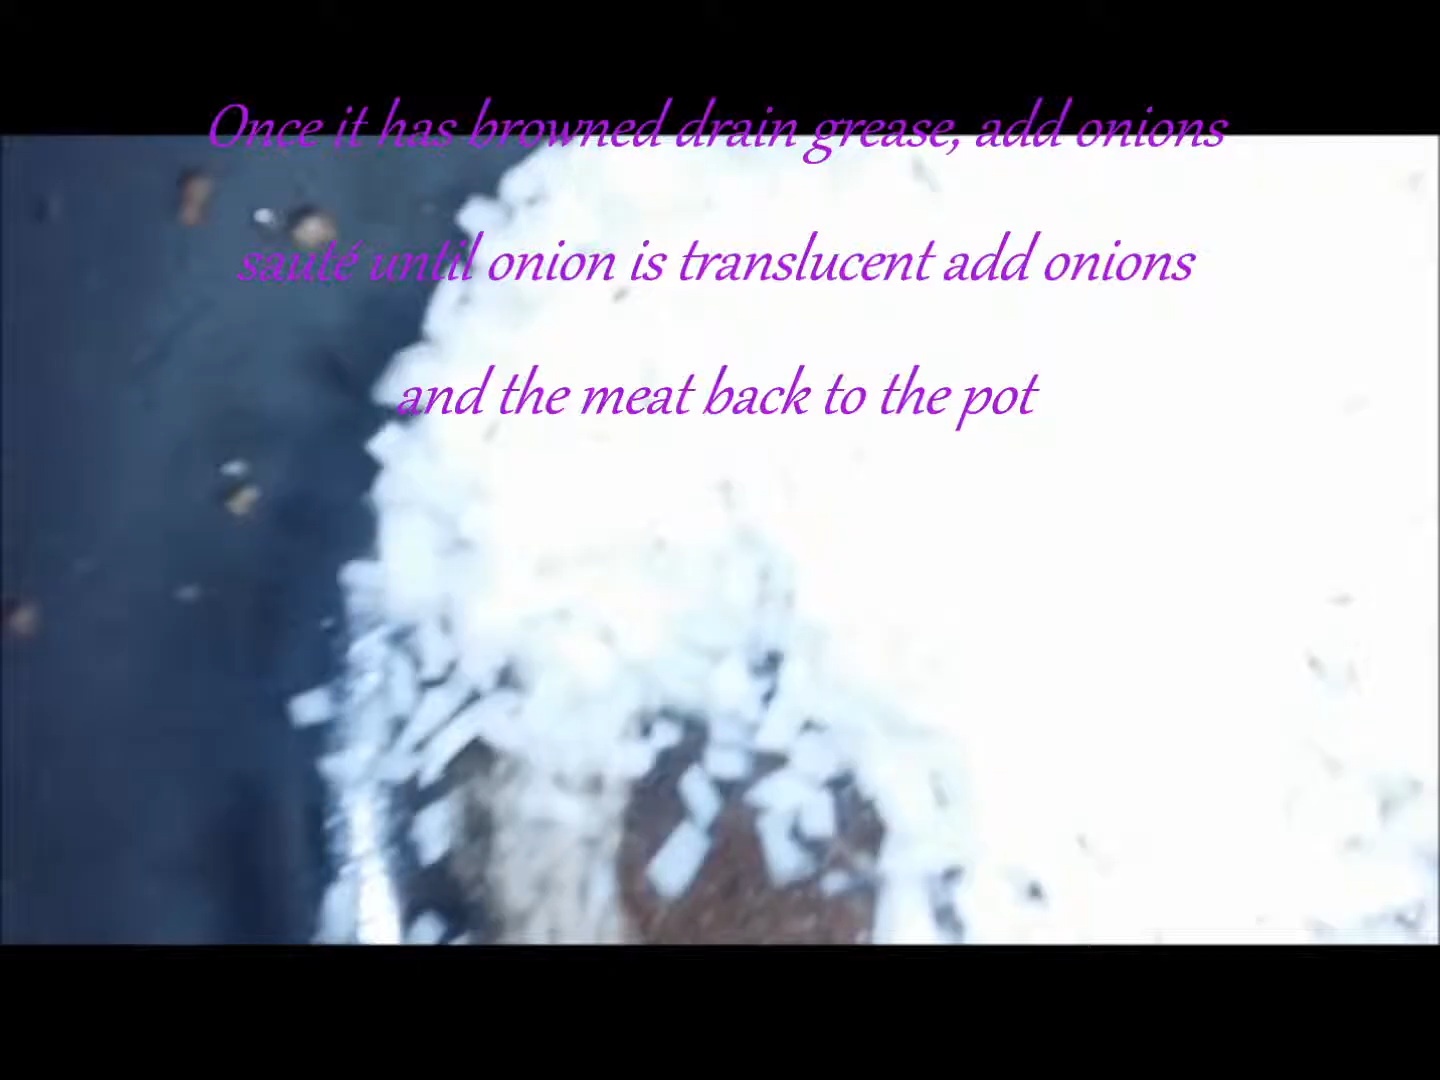 Once it has browned drain grease, add onions
sauté until onion is translucent add onions
and the meat back to the pot